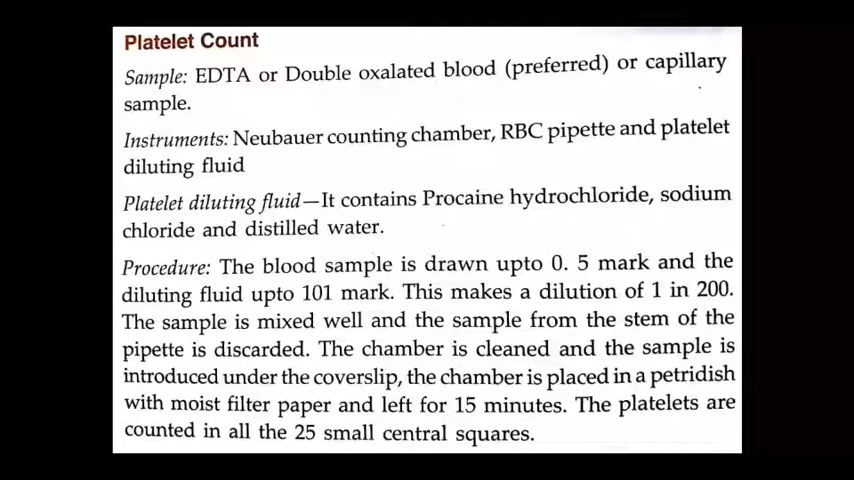 Platelet Count
Sample: EDTA or Double oxalated blood (preferred) or capillary
sample.
Instruments: Neubauer counting chamber, RBC pipette and platelet
diluting fluid
Platelet diluting fluid—It contains Procaine hydrochloride, sodium
chloride and distilled water.
Procedure: The blood sample is drawn upto 0. 5 mark and the
diluting fluid upto 101 mark. This makes a dilution of 1 in 200.
The sample is mixed well and the sample from the stem of the
pipette is discarded. The chamber is cleaned and the sample is
introduced under the coverslip, the chamber is placed in a petridish
with moist filter paper and left for 15 minutes. The platelets are
counted in all the 25 small central squares.